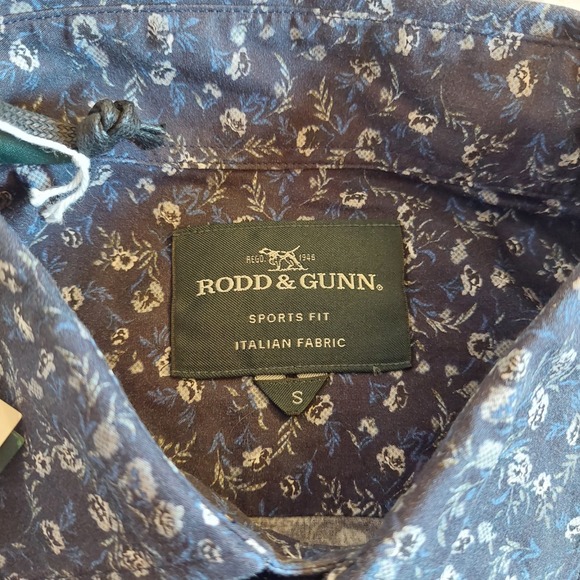 REGD. 1946
RODD & GUNN®
SPORTS FIT
ITALIAN FABRIC
S